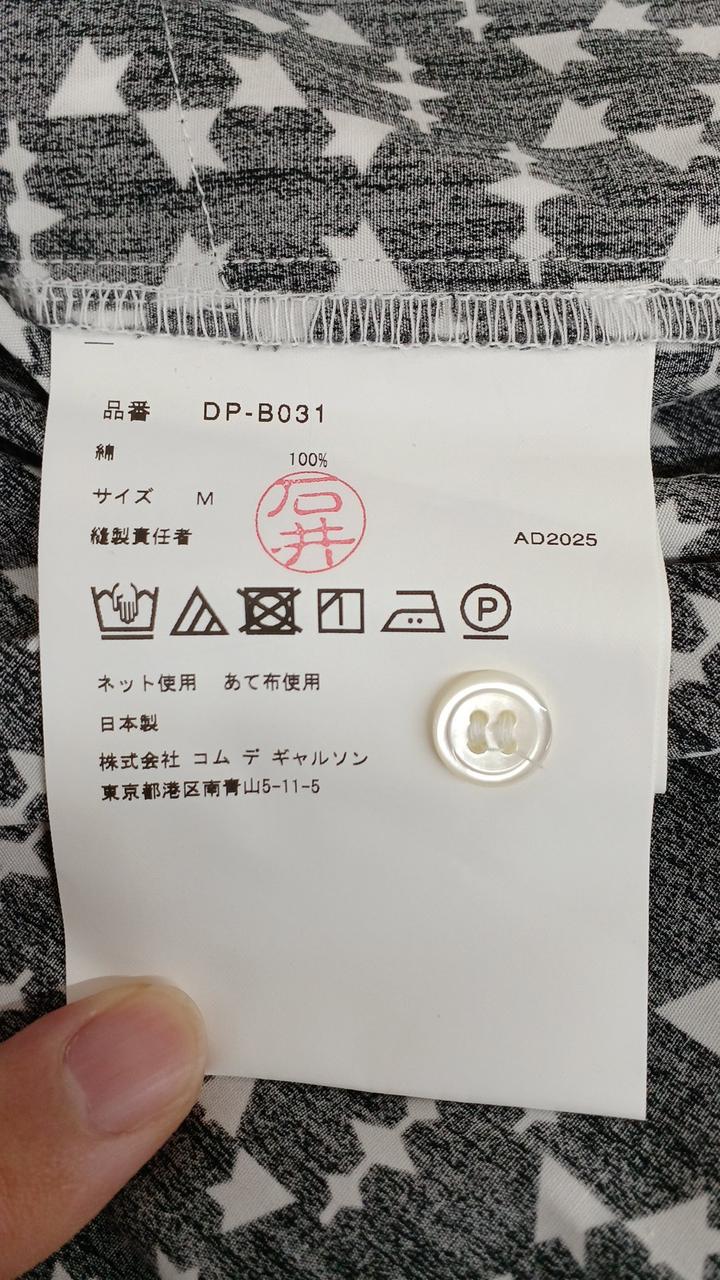 品番 DP-B031
綿 100%
サイズ M
石井
縫製責任者 AD2025
P
ネット使用 あて布使用
日本製
株式会社 コム デ ギャルソン
東京都港区南青山5-11-5